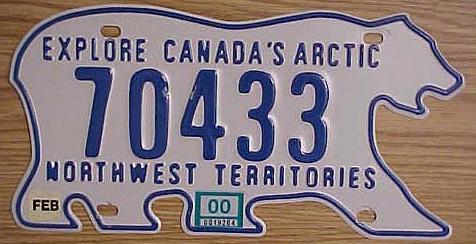 EXPLORE CANADA'S ARCTIC
70433
NORTHWEST TERRITORIES
FEB
00